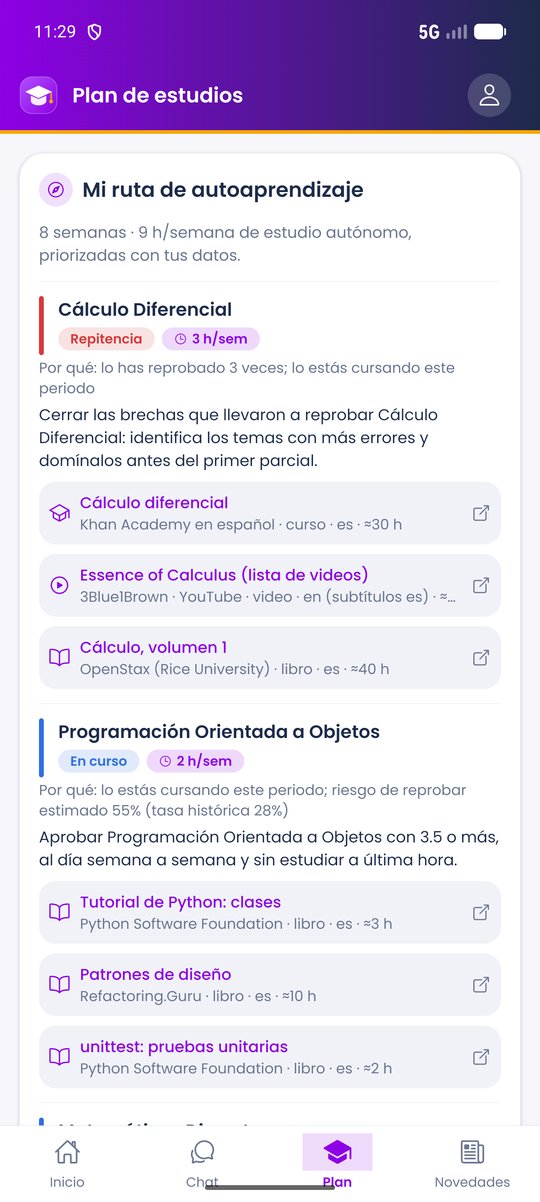 11:29
5G
Plan de estudios
Mi ruta de autoaprendizaje
8 semanas · 9 h/semana de estudio autónomo,
priorizadas con tus datos.
Cálculo Diferencial
Repitencia
3 h/sem
Por qué: lo has reprobado 3 veces; lo estás cursando este
periodo
Cerrar las brechas que llevaron a reprobar Cálculo
Diferencial: identifica los temas con más errores y
domínalos antes del primer parcial.
Cálculo diferencial
Khan Academy en español · curso · es · ≈30 h
Essence of Calculus (lista de videos)
3Blue1Brown · YouTube · video · en (subtítulos es) · ≈…
Cálculo, volumen 1
OpenStax (Rice University) · libro · es · ≈40 h
Programación Orientada a Objetos
En curso
2 h/sem
Por qué: lo estás cursando este periodo; riesgo de reprobar
estimado 55% (tasa histórica 28%)
Aprobar Programación Orientada a Objetos con 3.5 o más,
al día semana a semana y sin estudiar a última hora.
Tutorial de Python: clases
Python Software Foundation · libro · es · ≈3 h
Patrones de diseño
Refactoring.Guru · libro · es · ≈10 h
unittest: pruebas unitarias
Python Software Foundation · libro · es · ≈2 h
Inicio
Chat
Plan
Novedades